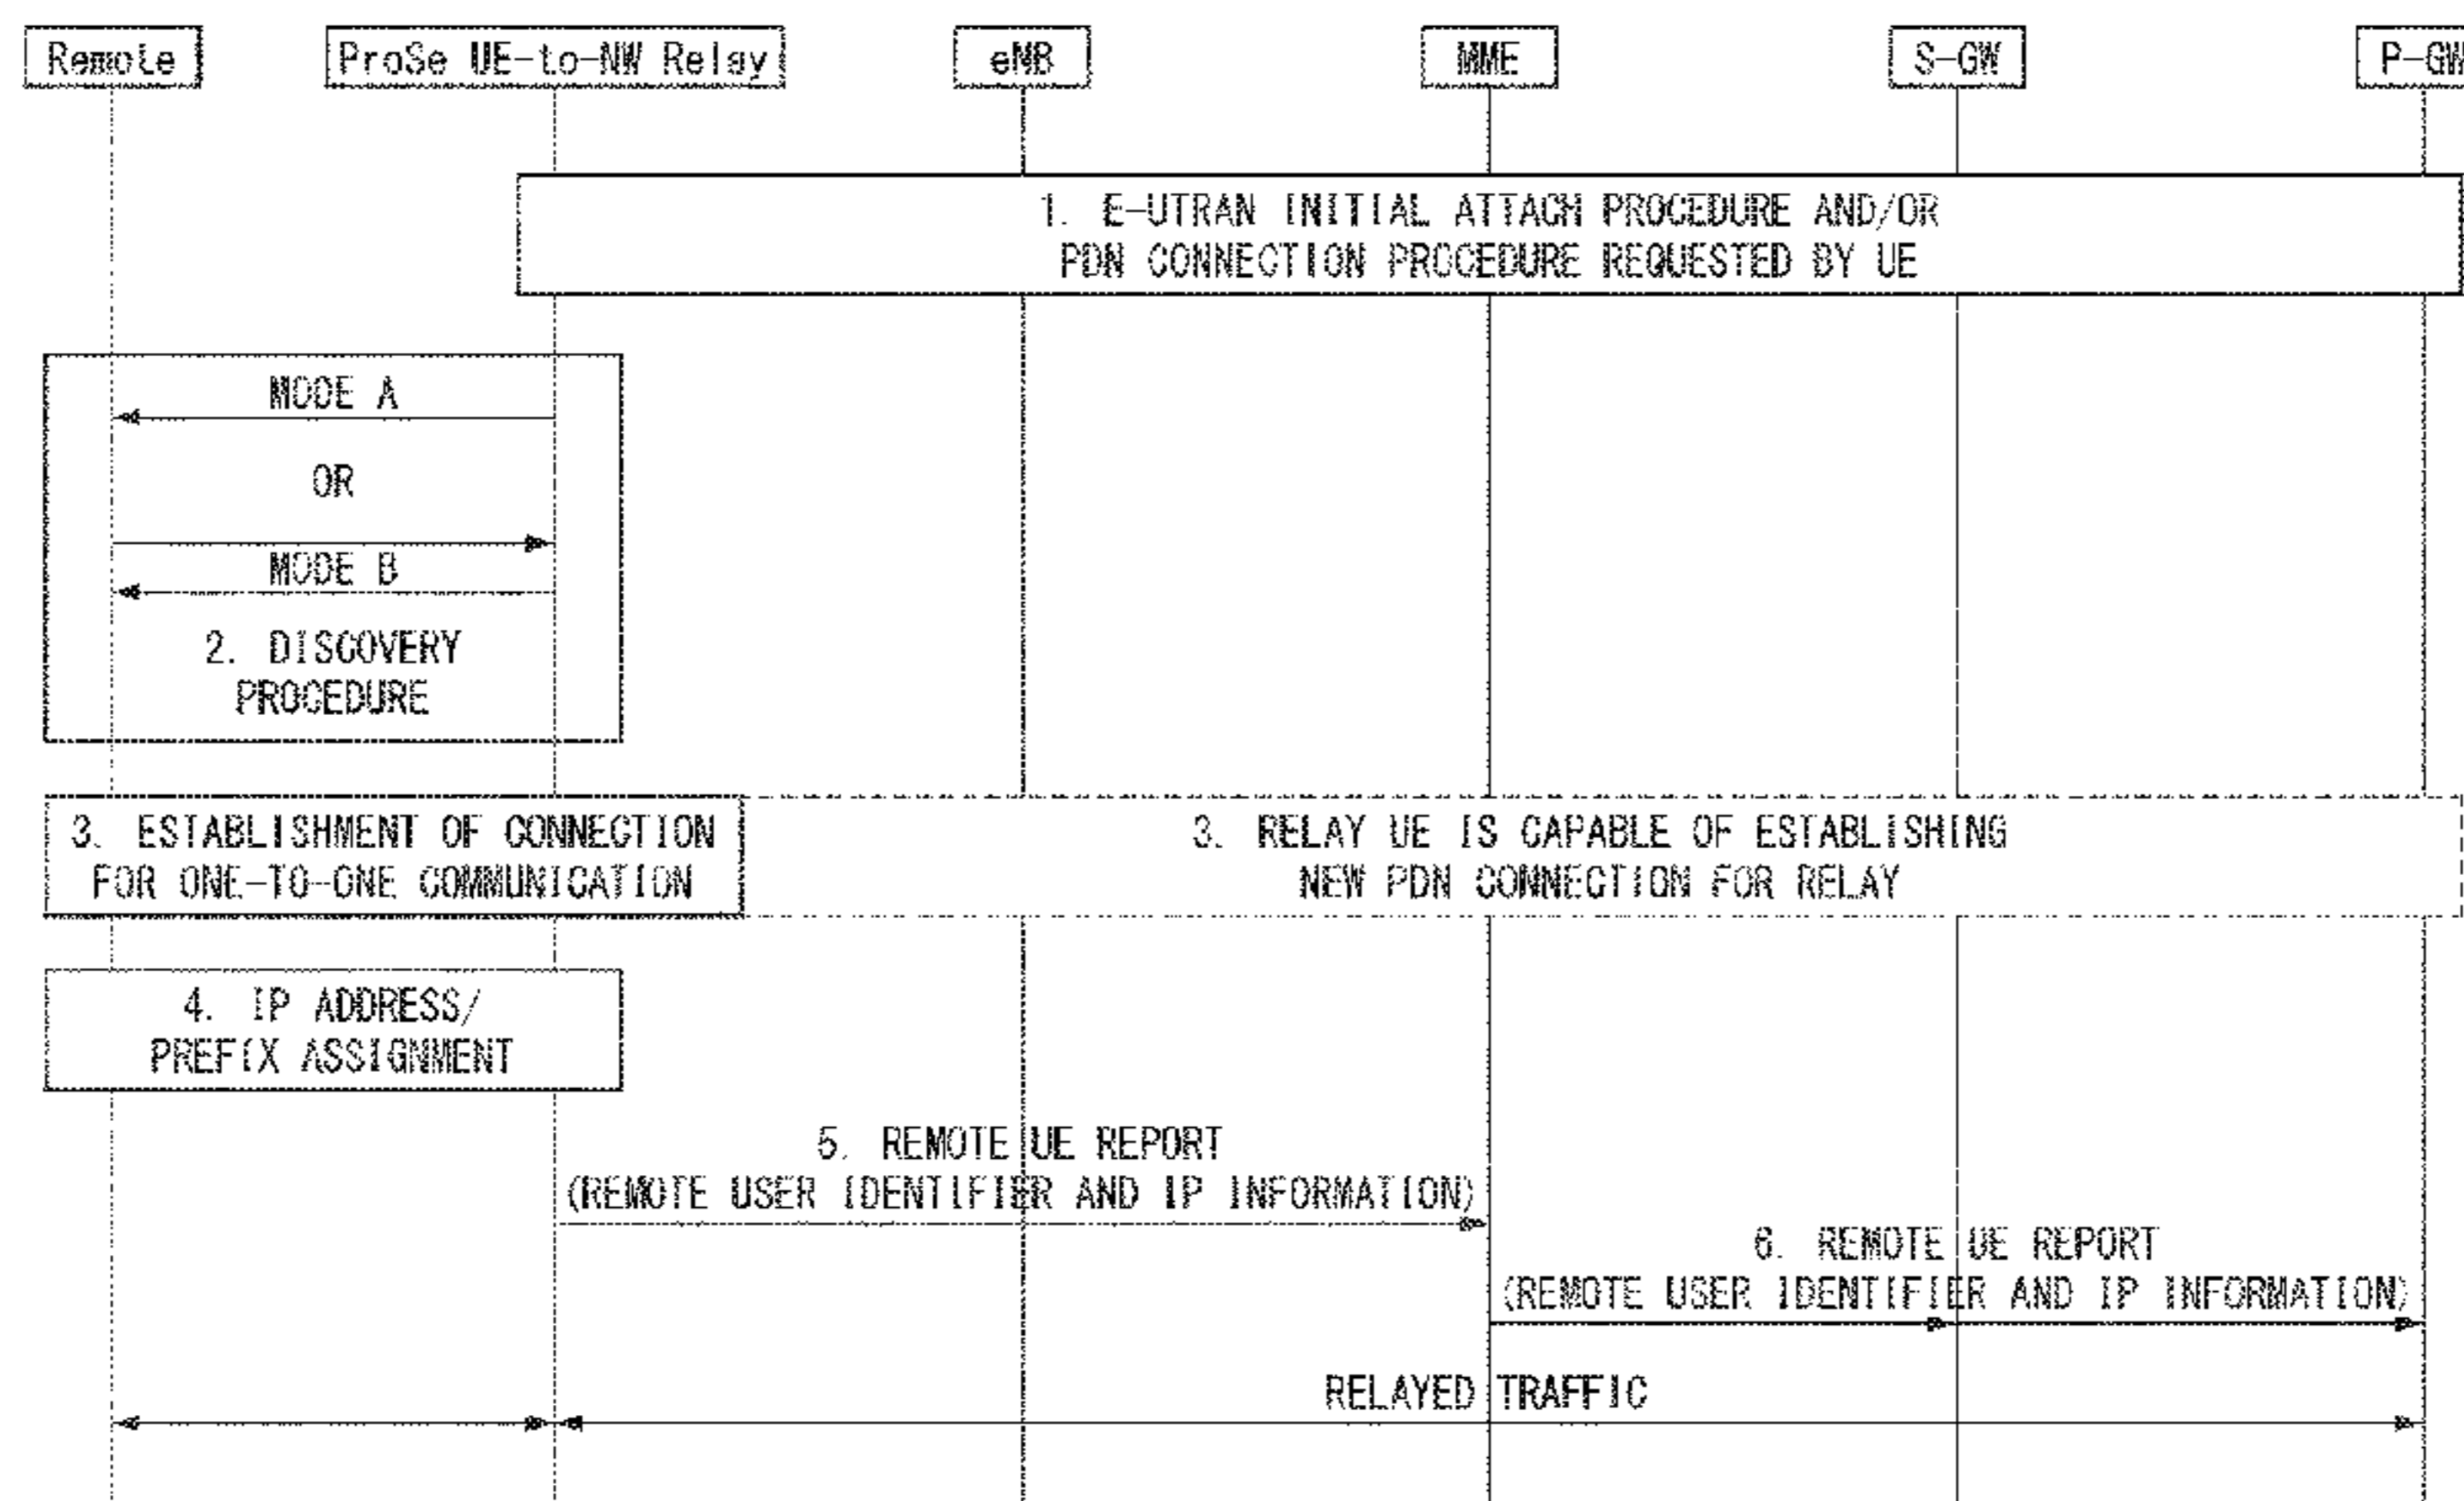 Remote
ProSe UE-to-NW Relay
eNB
MME
S-GW
P-GW
1. E-UTRAN INITIAL ATTACH PROCEDURE AND/OR
PDN CONNECTION PROCEDURE REQUESTED BY UE
MODE A
OR
MODE B
2. DISCOVERY
PROCEDURE
3. ESTABLISHMENT OF CONNECTION
FOR ONE-TO-ONE COMMUNICATION
3. RELAY UE IS CAPABLE OF ESTABLISHING
NEW PDN CONNECTION FOR RELAY
4. IP ADDRESS/
PREFIX ASSIGNMENT
5. REMOTE UE REPORT
(REMOTE USER IDENTIFIER AND IP INFORMATION)
6. REMOTE UE REPORT
(REMOTE USER IDENTIFIER AND IP INFORMATION)
RELAYED TRAFFIC